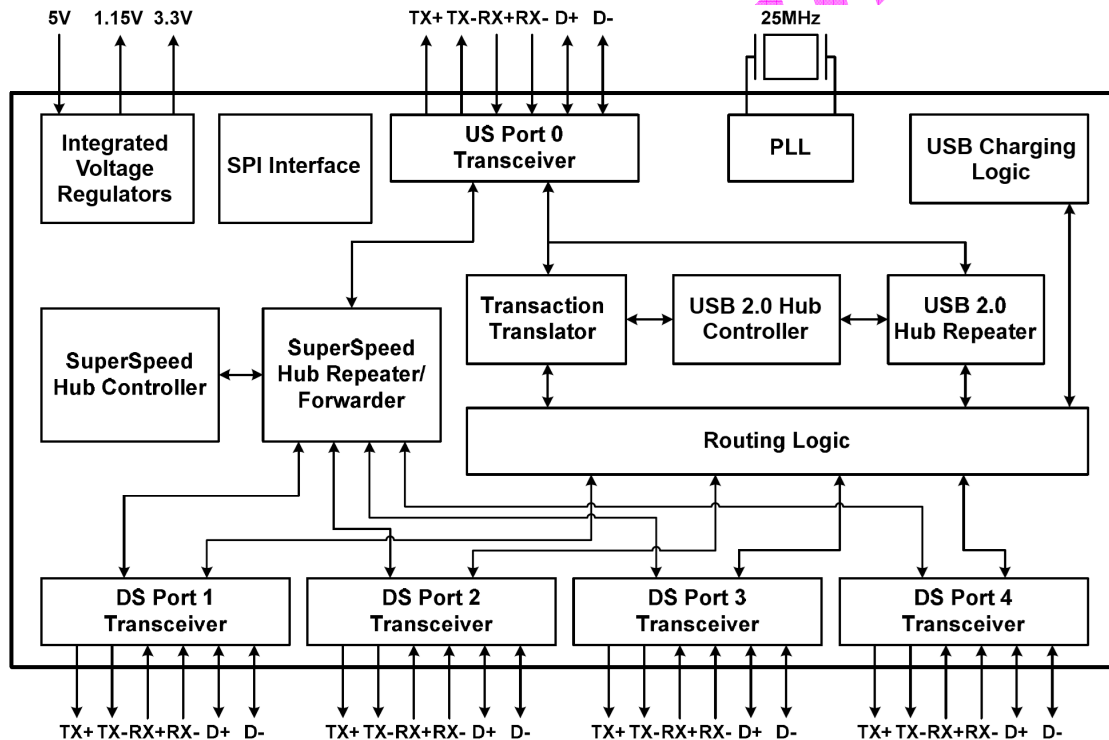 5V 1.15V 3.3V
TX+ TX-RX+RX- D+ D-
25MHz
Integrated
Voltage
Regulators
SPI Interface
US Port 0
Transceiver
PLL
USB Charging
Logic
SuperSpeed
Hub Controller
SuperSpeed
Hub Repeater/
Forwarder
Transaction
Translator
USB 2.0 Hub
Controller
USB 2.0
Hub Repeater
Routing Logic
DS Port 1
Transceiver
DS Port 2
Transceiver
DS Port 3
Transceiver
DS Port 4
Transceiver
TX+ TX-RX+RX- D+ D-
TX+ TX-RX+RX- D+ D-
TX+ TX-RX+RX- D+ D-
TX+ TX-RX+RX- D+ D-